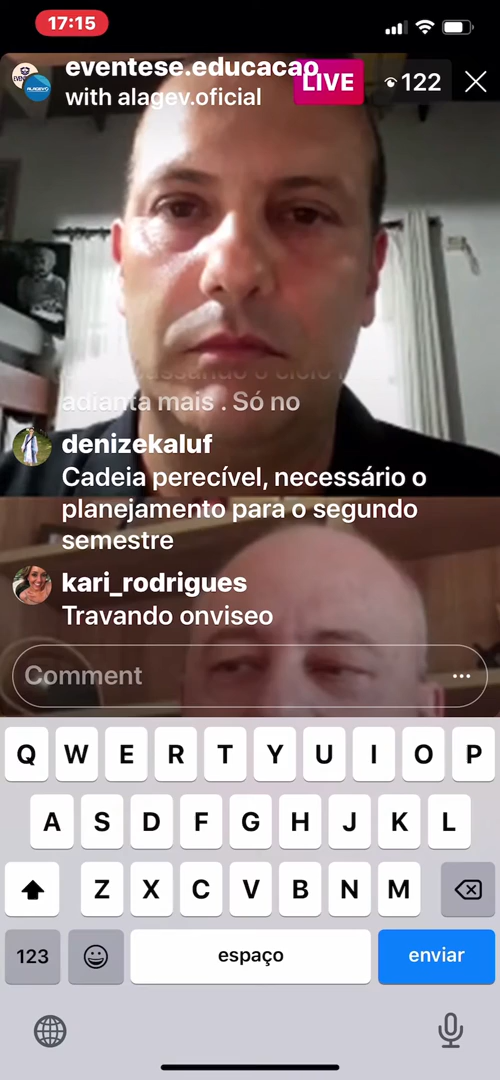 17:15
eventese.educacao
with alagev.oficial
LIVE
122
adianta mais . Só no
denizekaluf
Cadeia perecível, necessário o
planejamento para o segundo
semestre
kari_rodrigues
Travando onviseo
Comment
Q W E R T Y U I O P
A S D F G H J K L
Z X C V B N M
123
espaço
enviar